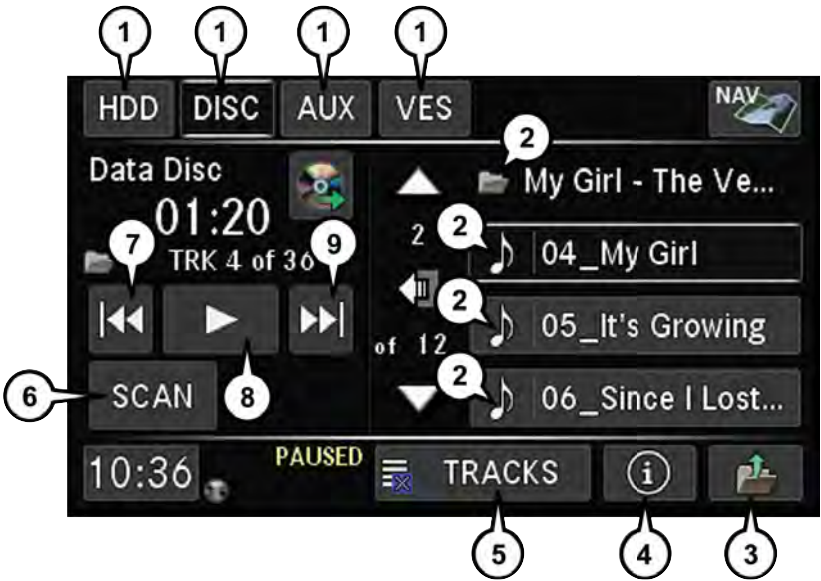 1 1 1 1
HDD DISC AUX VES NAV
2
Data Disc My Girl - The Ve...
01:20
7 9 2 2
TRK 4 of 36 04_My Girl
2
05_It's Growing
of 12
6 SCAN 8 2
06_Since I Lost...
10:36 PAUSED TRACKS i
5 4 3